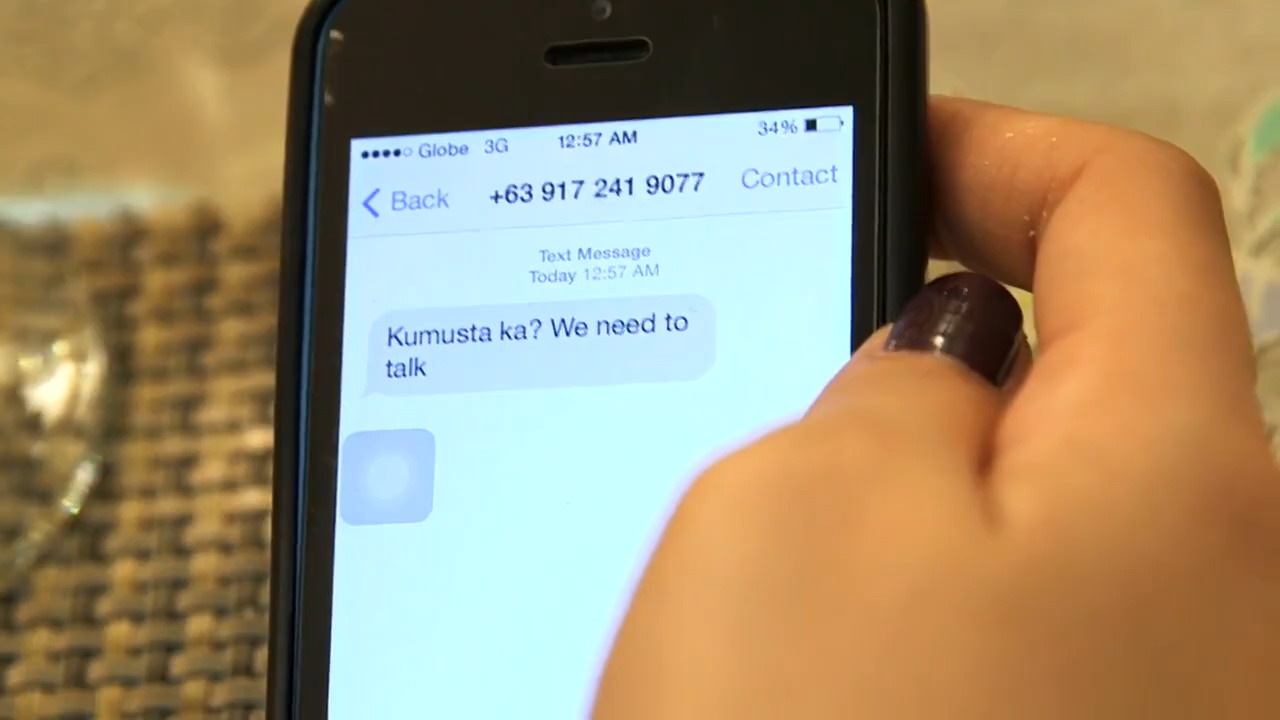 Globe 3G 12:57 AM 34%
Back +63 917 241 9077 Contact
Text Message
Today 12:57 AM
Kumusta ka? We need to
talk